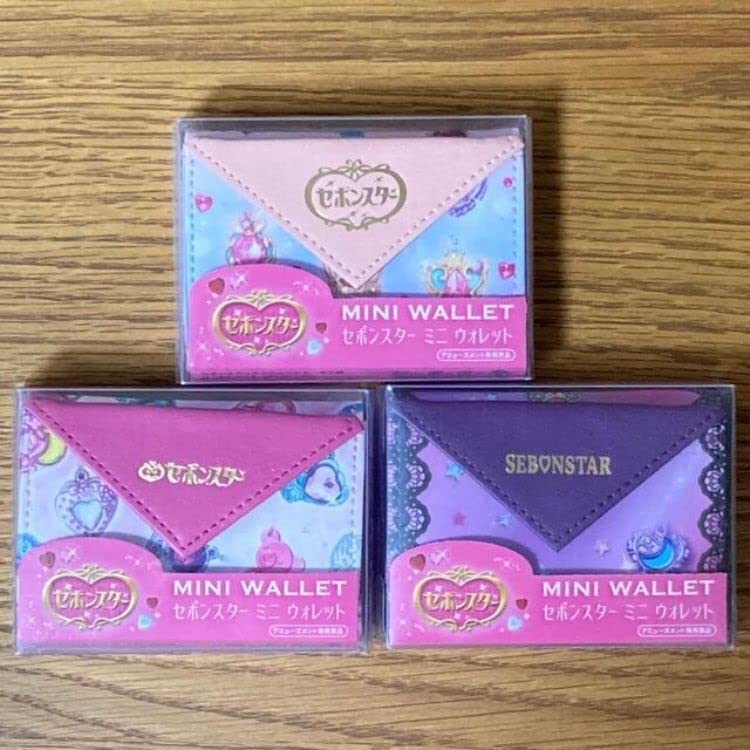 セボンスター
セボンスター
MINI WALLET
セボンスター ミニ ウォレット
アミューズメント専用景品
セボンスター
セボンスター
MINI WALLET
セボンスター ミニ ウォレット
アミューズメント専用景品
SEBONSTAR
セボンスター
MINI WALLET
セボンスター ミニ ウォレット
アミューズメント専用景品